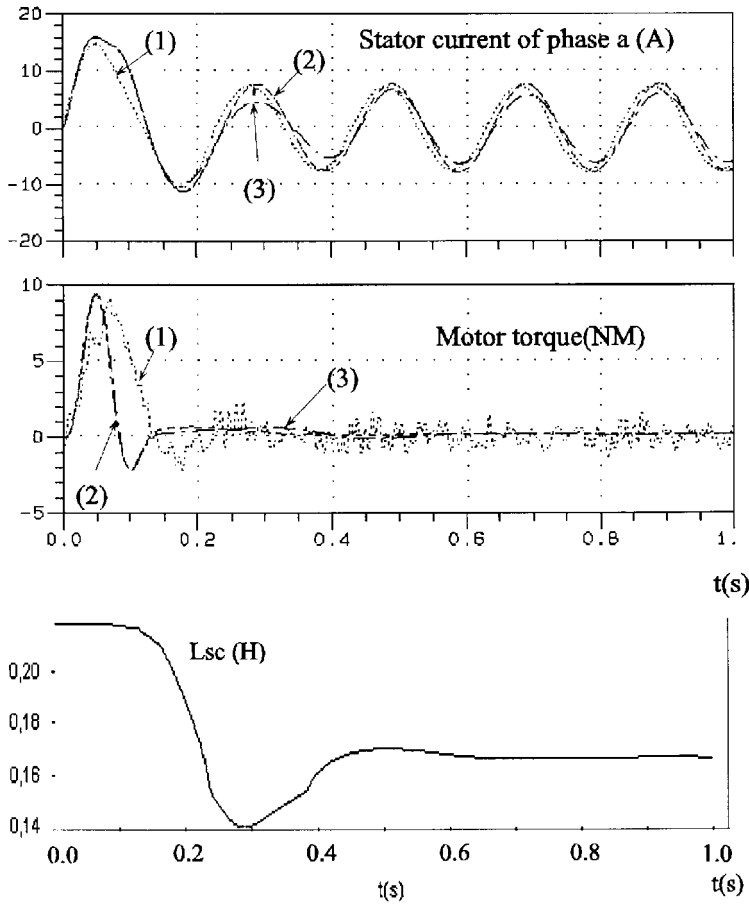 20
(1)
Stator current of phase a (A)
10
(2)
0
-10
(3)
-20
10
(1)
Motor torque(NM)
5
(3)
0
(2)
-5
0.0 0.2 0.4 0.6 0.8 1.
t(s)
Lsc (H)
0,20
0,18
0,16
0,14
0.0 0.2 0.4 0.6 0.8 1.0
t(s) t(s)